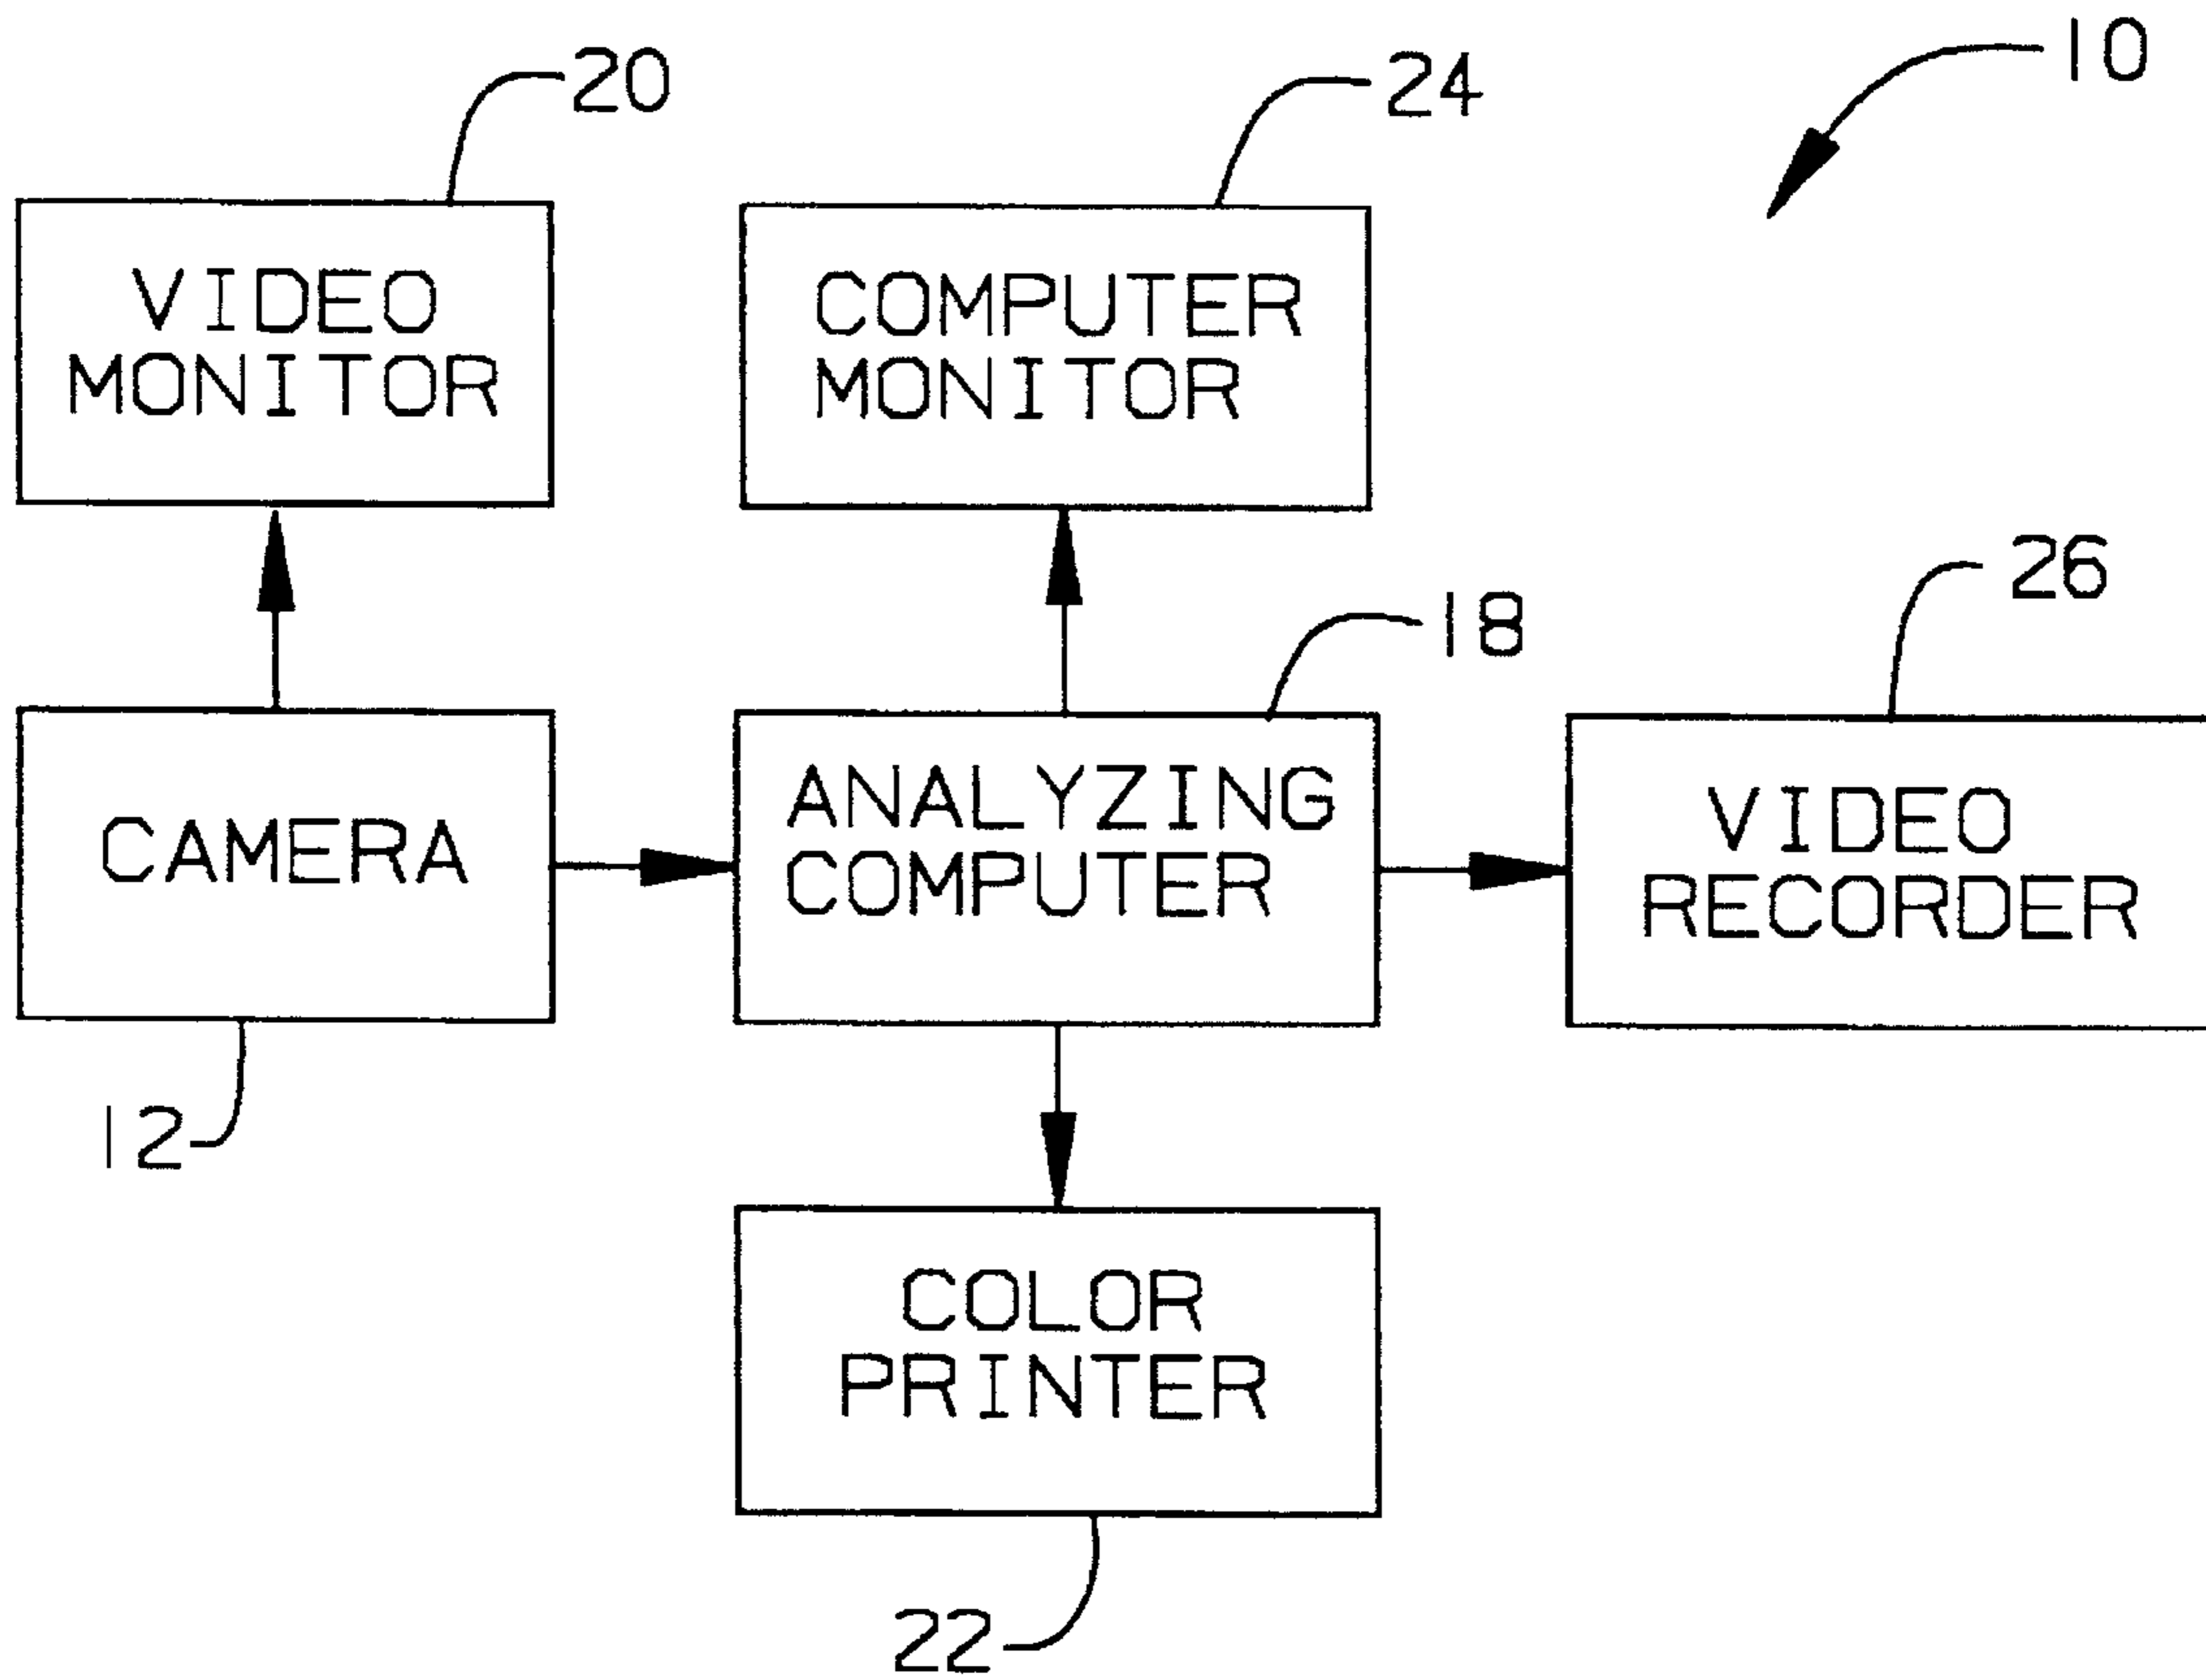 10
20
24
VIDEO
MONITOR
COMPUTER
MONITOR
26
18
CAMERA
ANALYZING
COMPUTER
VIDEO
RECORDER
12
COLOR
PRINTER
22